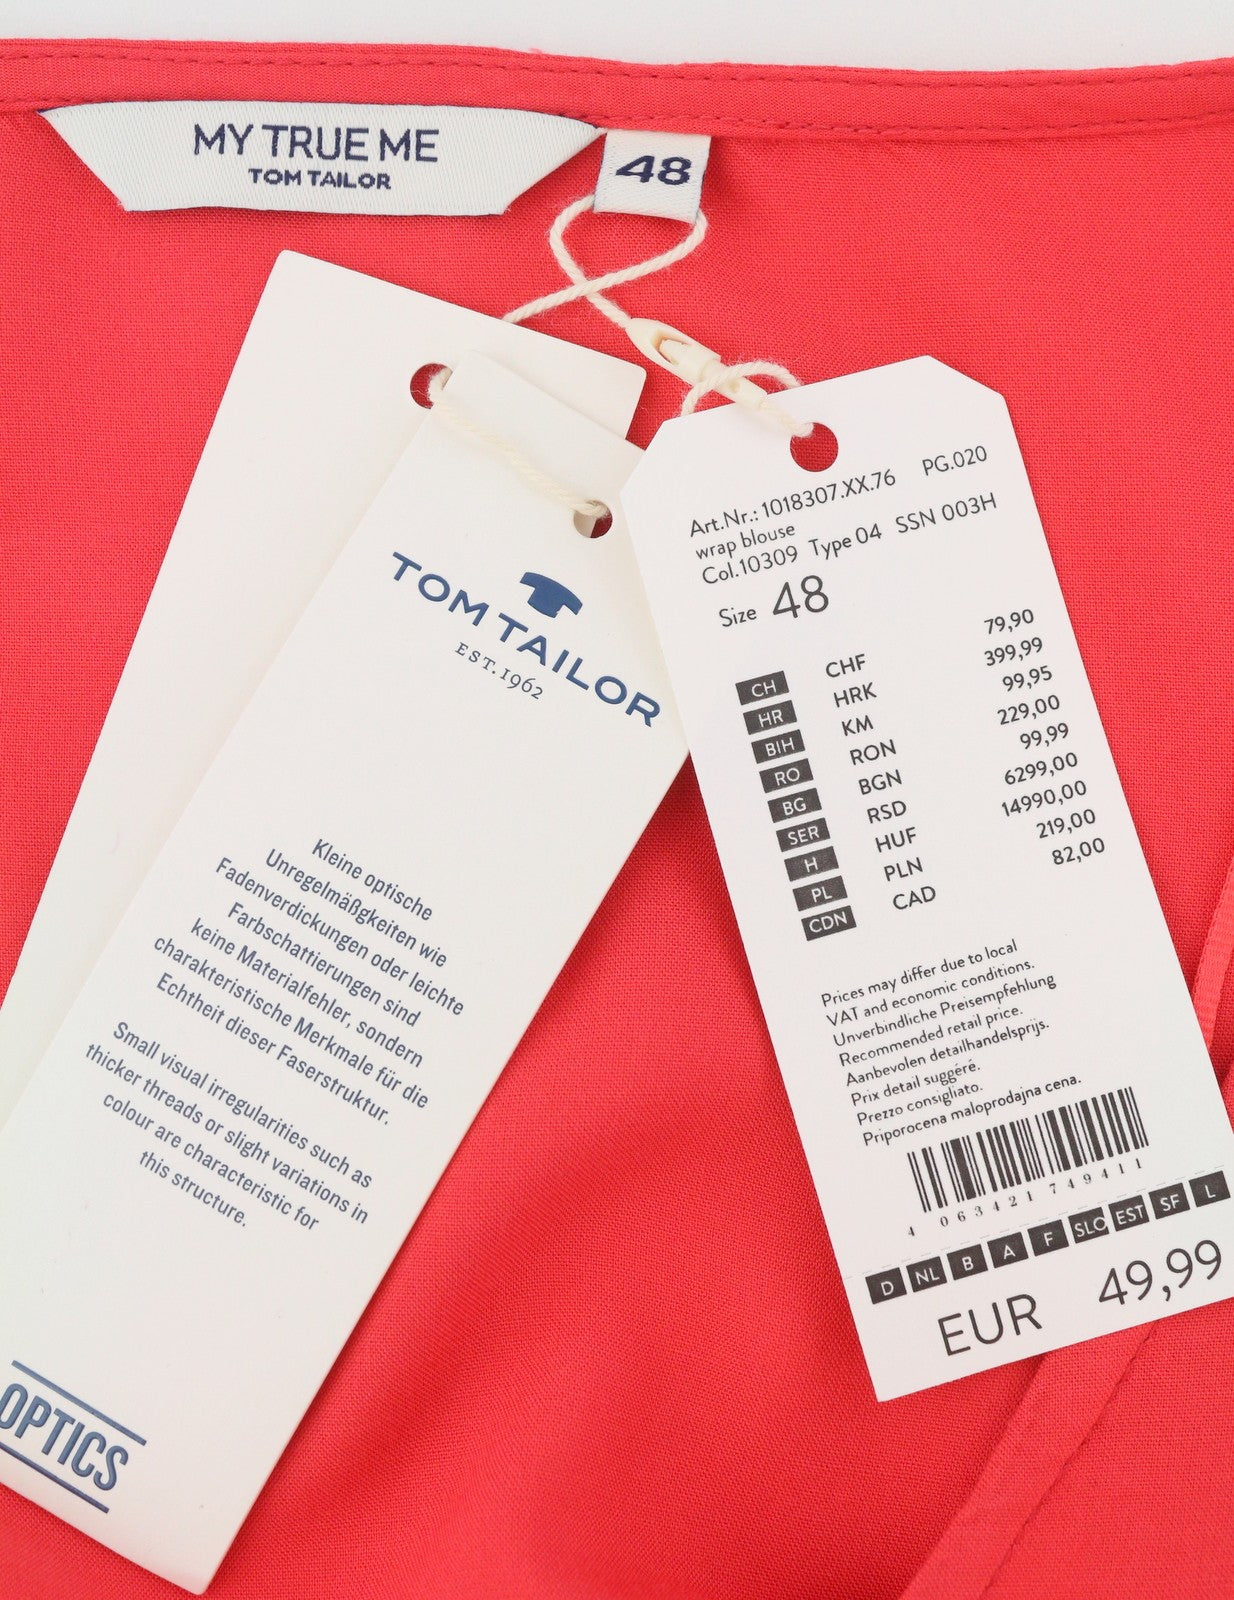 MY TRUE ME
TOM TAILOR
48
TOM TAILOR
EST. 1962
Kleine optische
Unregelmäßgkeiten wie
Fadenverdickungen oder leichte
Farbschattierungen sind
keine Materialfehler, sondern
charakteristische Merkmale für die
Echtheit dieser Faserstruktur.
Small visual irregularities such as
thicker threads or slight variations in
colour are characteristic for
this structure.
OPTICS
Art.Nr.: 1018307.XX.76 PG.020
wrap blouse
Col.10309 Type 04 SSN 003H
Size 48
CH CHF 79,90
HR HRK 399,99
BIH KM 99,95
RO RON 229,00
BG BGN 99,99
SER RSD 6299,00
H HUF 14990,00
PL PLN 219,00
CDN CAD 82,00
Prices may differ due to local
VAT and economic conditions.
Unverbindliche Preisempfehlung
Recommended retail price.
Aanbevolen detailhandelsprijs.
Prix detail suggéré.
Prezzo consigliato.
Priporocena maloprodajna cena.
4 063421 749411
D NL B A F SLO EST SF L
EUR 49,99